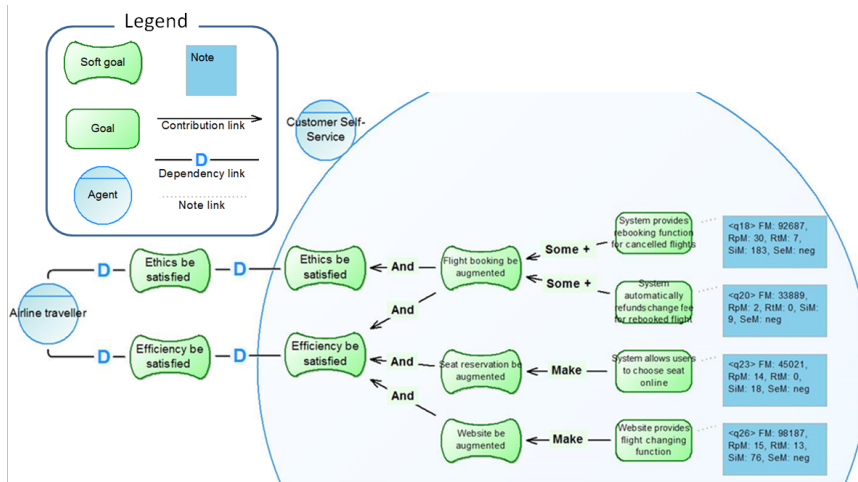 Legend
Soft goal
Note
Goal
Contribution link
D
Dependency link
Agent
Note link
Customer Self-
Service
Airline traveller
D
Ethics be
satisfied
D
Ethics be
satisfied
And
Flight booking be
augmented
Some +
System provides
rebooking function
for cancelled flights
<q18> FM: 92687,
RpM: 30, RtM: 7,
SiM: 183, SeM: neg
And
Some +
System
automatically
refunds change fee
for rebooked flight
<q20> FM: 33889,
RpM: 2, RtM: 0, SiM:
9, SeM: neg
D
Efficiency be
satisfied
D
Efficiency be
satisfied
And
Seat reservation be
augmented
Make
System allows users
to choose seat
online
<q23> FM: 45021,
RpM: 14, RtM: 0,
SiM: 18, SeM: neg
And
Website be
augmented
Make
Website provides
flight changing
function
<q26> FM: 98187,
RpM: 15, RtM: 13,
SiM: 76, SeM: neg